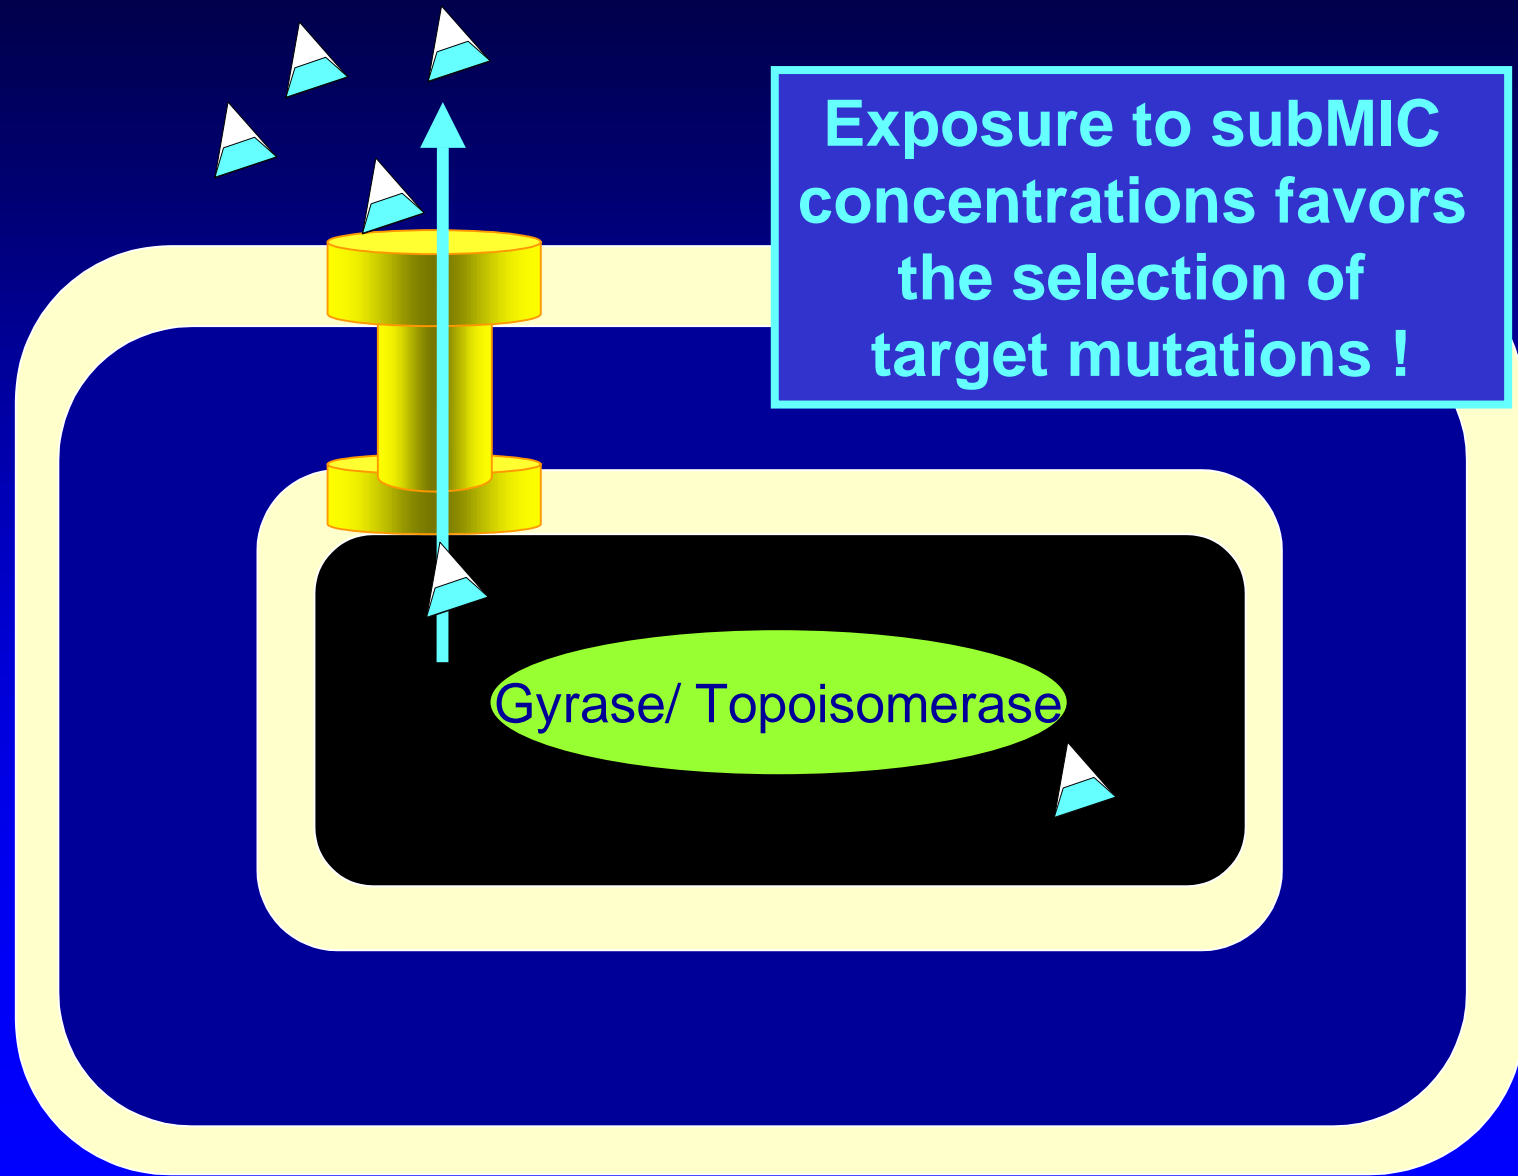 Exposure to subMIC
concentrations favors
the selection of
target mutations !
Gyrase/ Topoisomerase